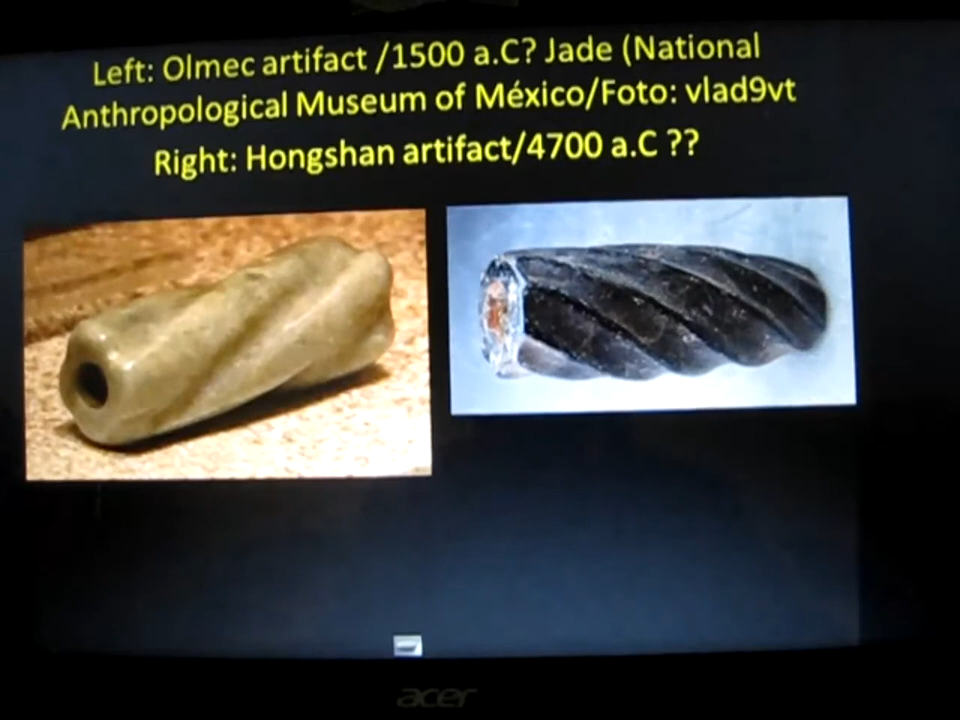 Left: Olmec artifact /1500 a.C? Jade (National
Anthropological Museum of México/Foto: vlad9vt
Right: Hongshan artifact/4700 a.C ??
acer